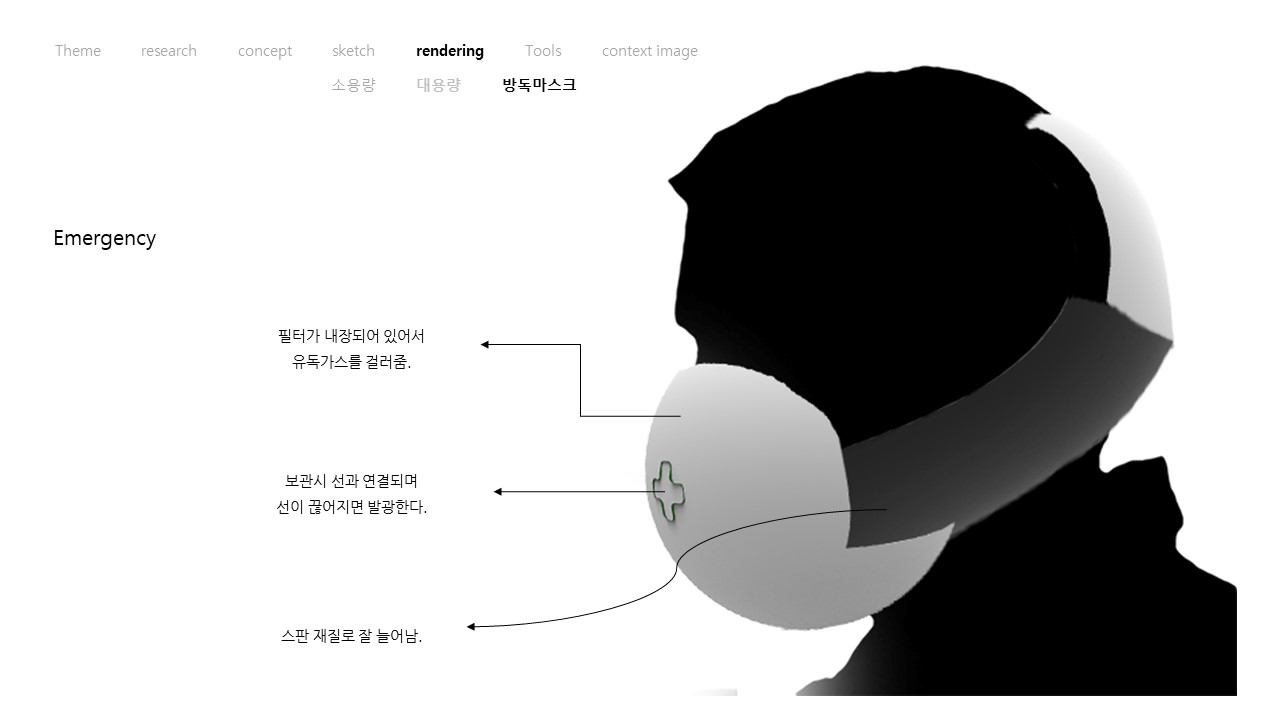 Theme research concept sketch rendering Tools context image
소용량 대용량 방독마스크
Emergency
필터가 내장되어 있어서
유독가스를 걸러줌.
보관시 선과 연결되며
선이 끊어지면 발광한다.
스판 재질로 잘 늘어남.